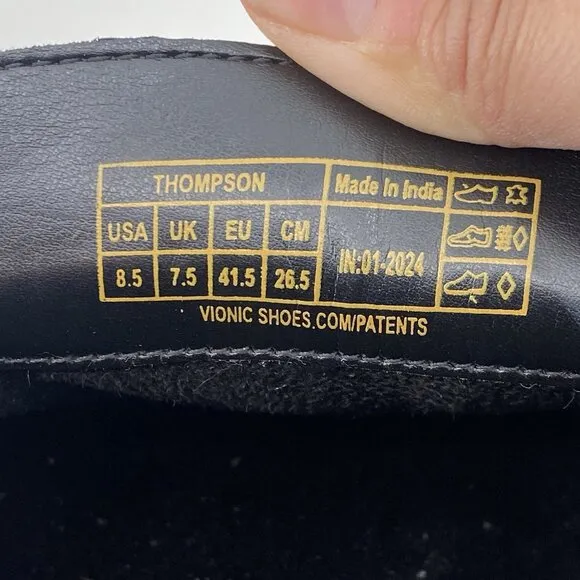 THOMPSON Made In India
USA UK EU CM
IN:01-2024
8.5 7.5 41.5 26.5
VIONIC SHOES.COM/PATENTS